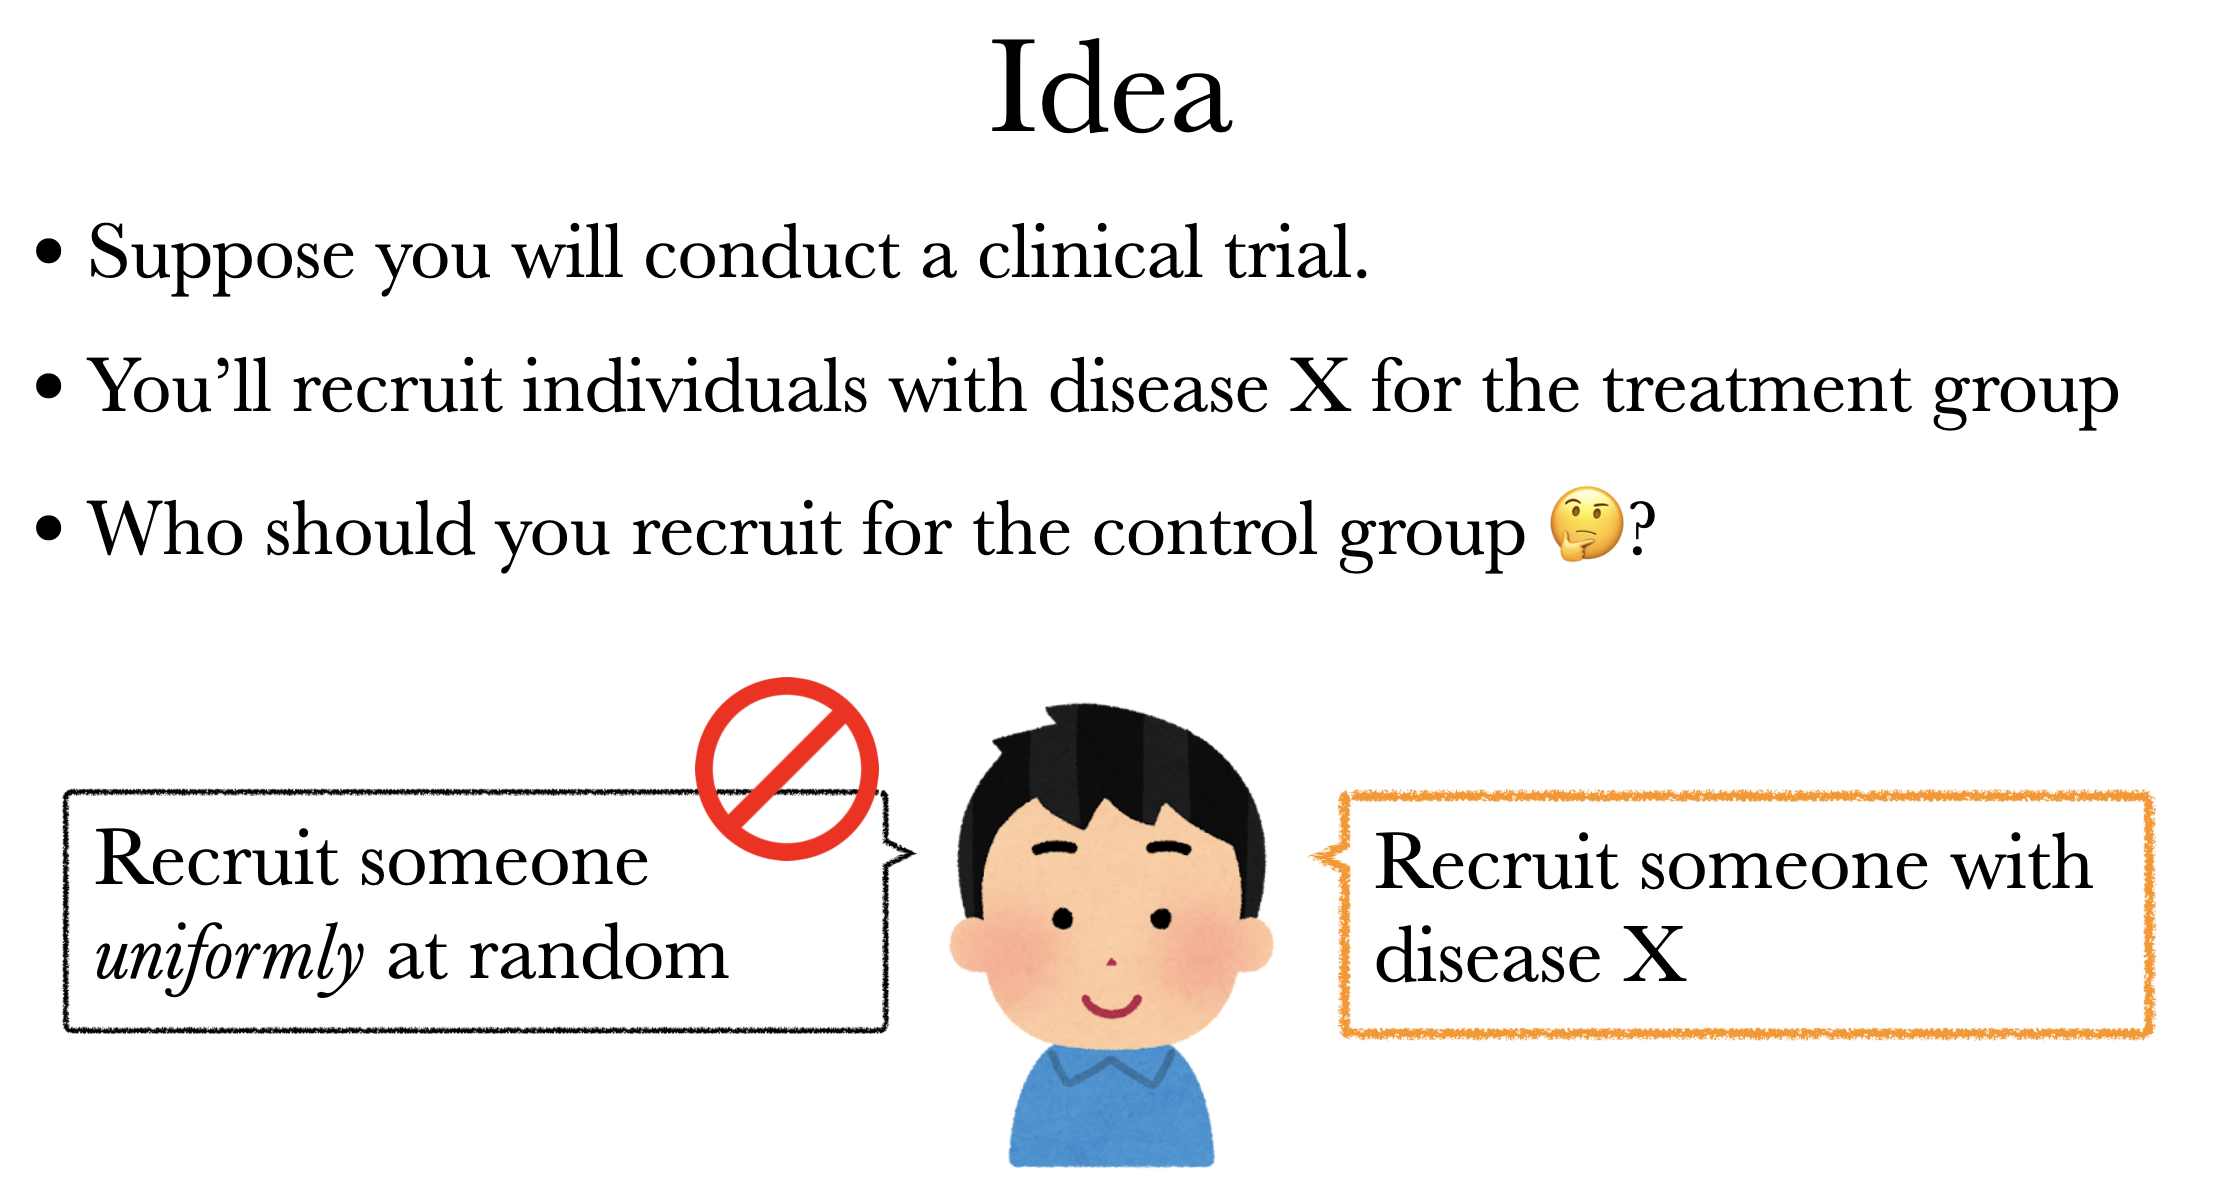 Idea
• Suppose you will conduct a clinical trial.
• You’ll recruit individuals with disease X for the treatment group
• Who should you recruit for the control group 🤔?
Recruit someone
uniformly at random
Recruit someone with
disease X